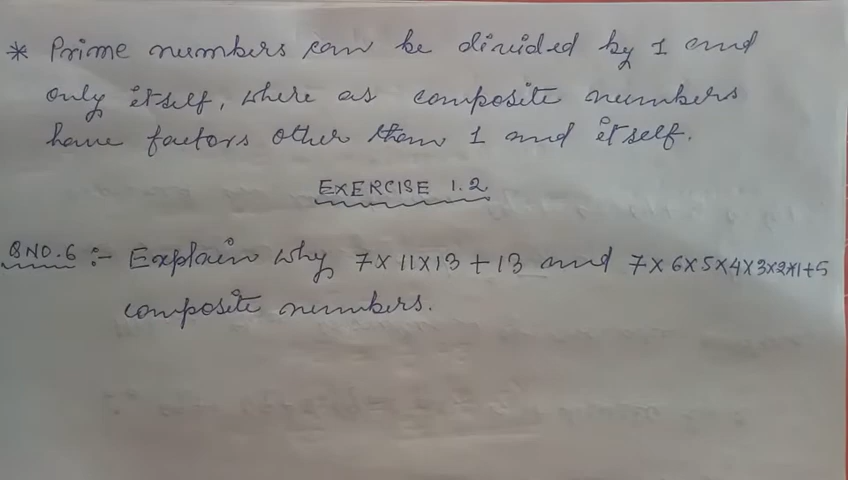 * Prime numbers can be divided by 1 and
only itself, where as composite numbers
have factors other than 1 and itself.
EXERCISE 1.2
QNO.6 :- Explain why 7×11×13+13 and 7×6×5×4×3×2×1+5
composite numbers.